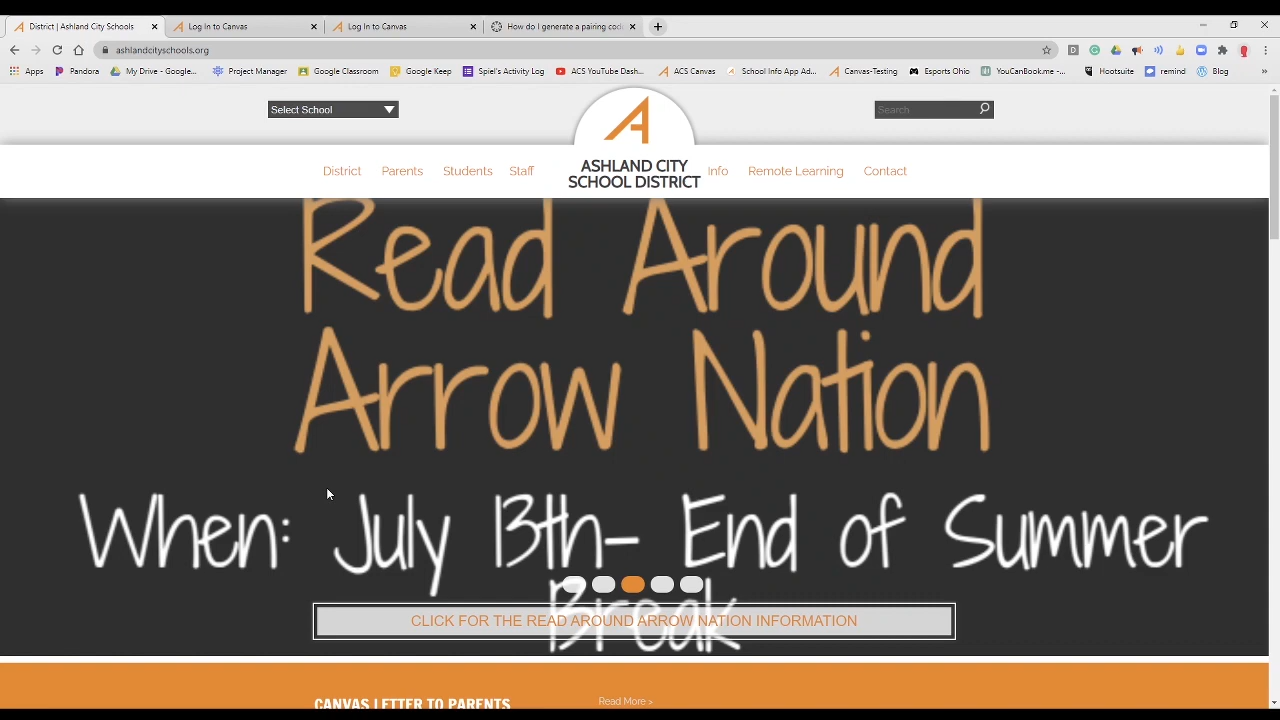 District | Ashland City Schools
Log In to Canvas
Log In to Canvas
How do I generate a pairing cod
ashlandcityschools.org
Apps
Pandora
My Drive - Google...
Project Manager
Google Classroom
Google Keep
Spiel's Activity Log
ACS YouTube Dash...
ACS Canvas
School Info App Ad...
Canvas-Testing
Esports Ohio
YouCanBook.me -...
Hootsuite
remind
Blog
Select School
Search
District
Parents
Students
Staff
ASHLAND CITY
SCHOOL DISTRICT
Info
Remote Learning
Contact
Read Around
Arrow Nation
When: July 13th- End of Summer
Break
CLICK FOR THE READ AROUND ARROW NATION INFORMATION
CANVAS LETTER TO PARENTS
Read More >